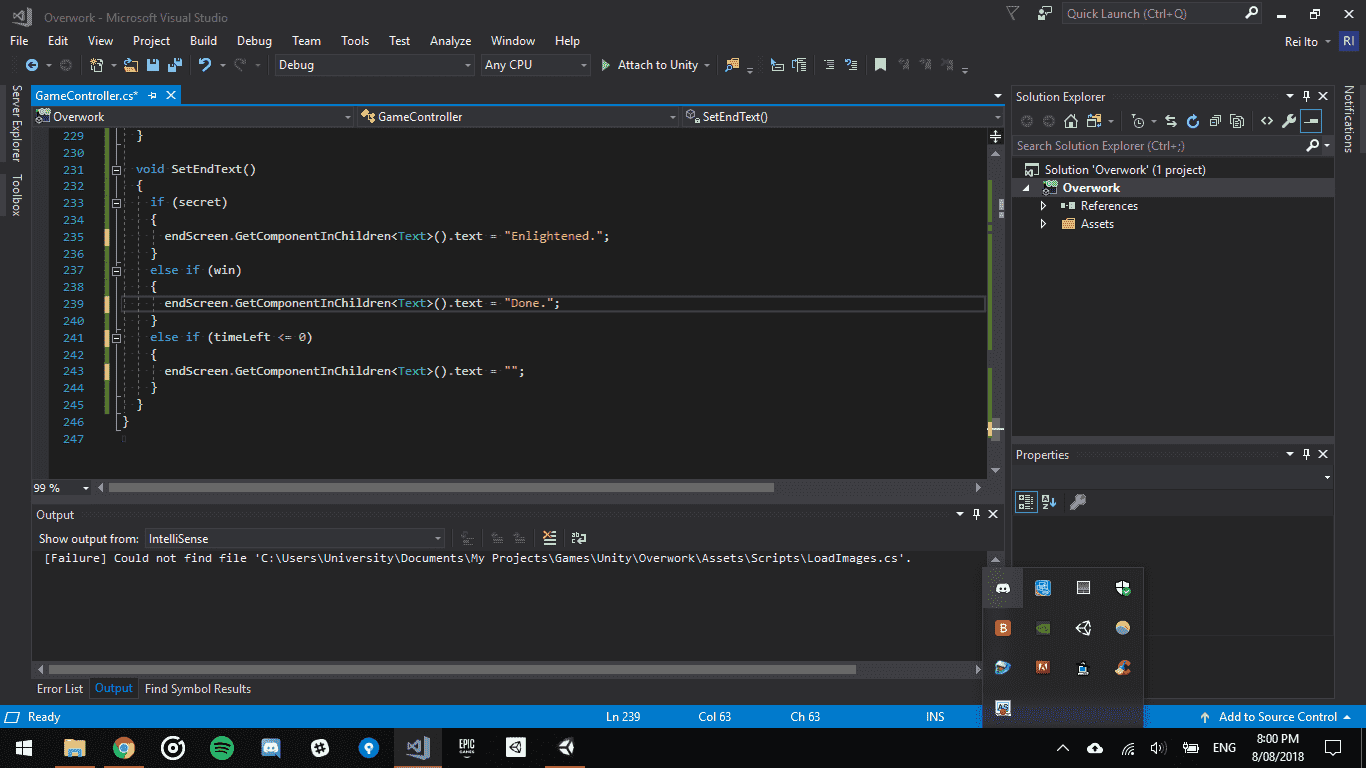 Overwork - Microsoft Visual Studio
Quick Launch (Ctrl+Q)
File Edit View Project Build Debug Team Tools Test Analyze Window Help
Rei Ito RI
Debug Any CPU Attach to Unity
Server Explorer
Toolbox
GameController.cs*
Overwork GameController SetEndText()
229 }
230
231 void SetEndText()
232 {
233 if (secret)
234 {
235 endScreen.GetComponentInChildren<Text>().text = "Enlightened.";
236 }
237 else if (win)
238 {
239 endScreen.GetComponentInChildren<Text>().text = "Done.";
240 }
241 else if (timeLeft <= 0)
242 {
243 endScreen.GetComponentInChildren<Text>().text = "";
244 }
245 }
246 }
247
99 %
Solution Explorer
Search Solution Explorer (Ctrl+;)
Solution 'Overwork' (1 project)
Overwork
References
Assets
Notifications
Properties
Output
Show output from: IntelliSense
[Failure] Could not find file 'C:\Users\University\Documents\My Projects\Games\Unity\Overwork\Assets\Scripts\LoadImages.cs'.
Error List Output Find Symbol Results
Ready Ln 239 Col 63 Ch 63 INS Add to Source Control
EPIC GAMES
ENG
8:00 PM
8/08/2018